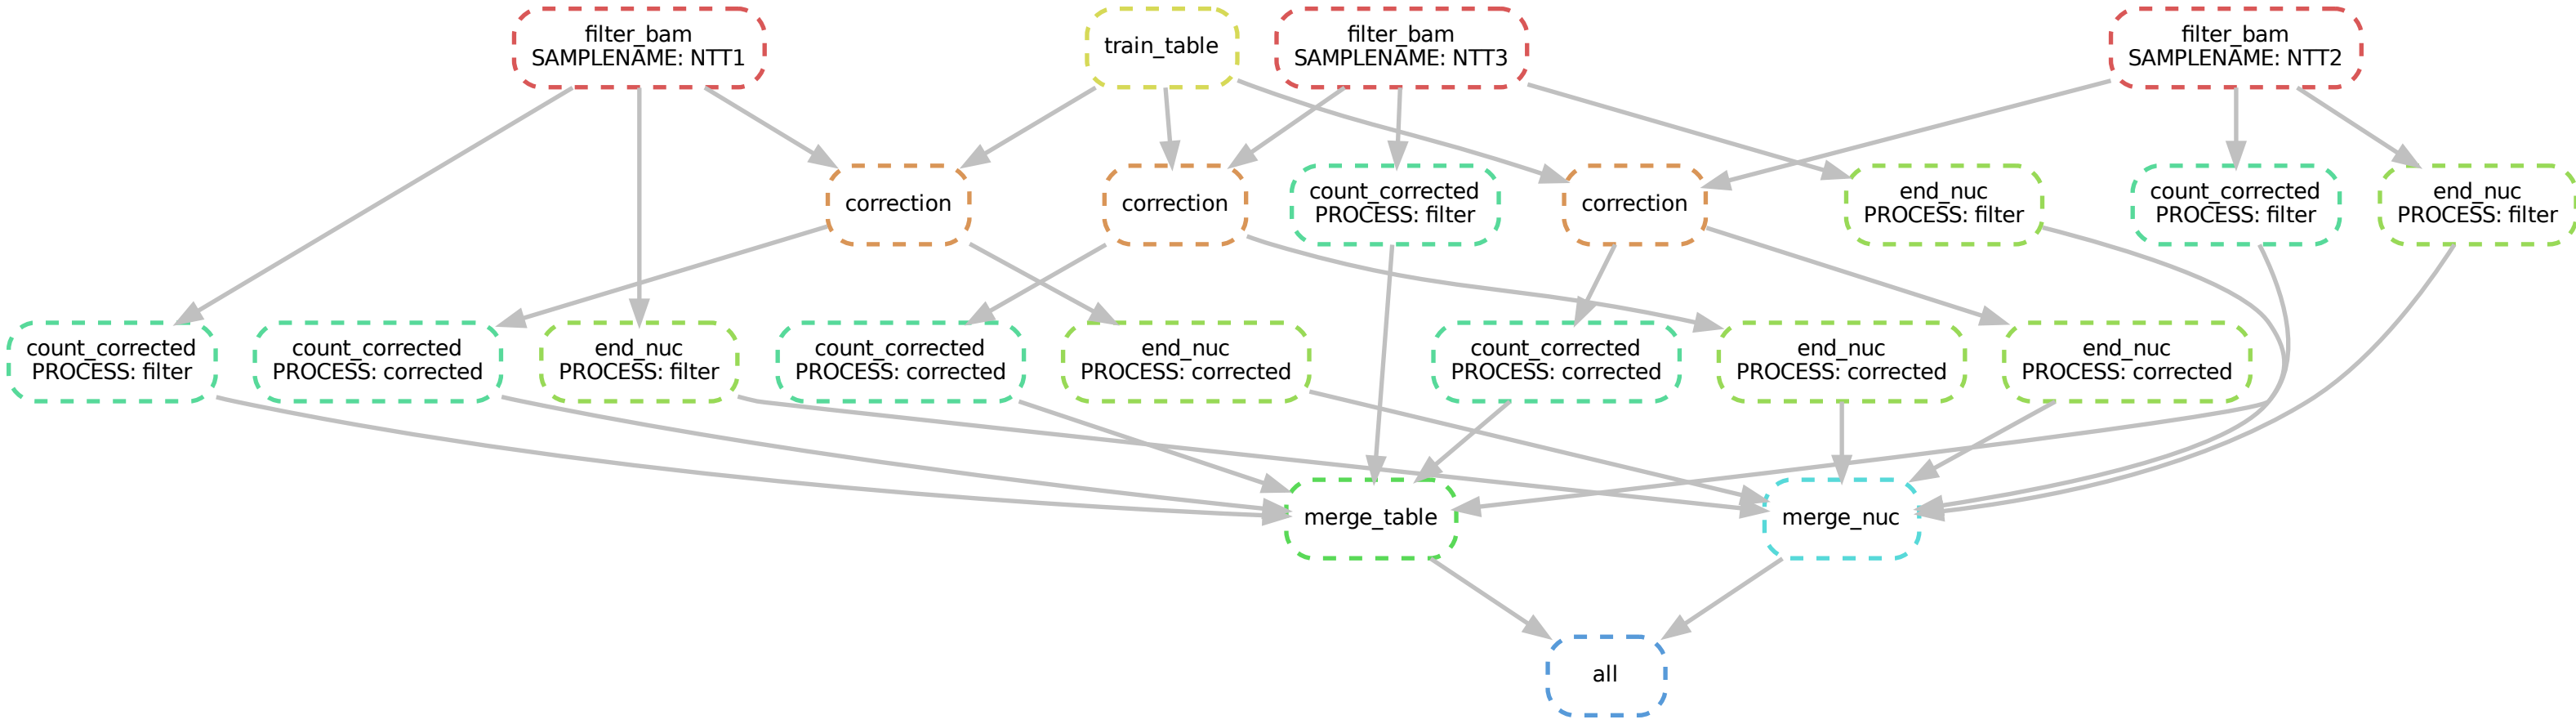 filter_bam
SAMPLENAME: NTT1
train_table
filter_bam
SAMPLENAME: NTT3
filter_bam
SAMPLENAME: NTT2
correction
correction
count_corrected
PROCESS: filter
correction
end_nuc
PROCESS: filter
count_corrected
PROCESS: filter
end_nuc
PROCESS: filter
count_corrected
PROCESS: filter
count_corrected
PROCESS: corrected
end_nuc
PROCESS: filter
count_corrected
PROCESS: corrected
end_nuc
PROCESS: corrected
count_corrected
PROCESS: corrected
end_nuc
PROCESS: corrected
end_nuc
PROCESS: corrected
merge_table
merge_nuc
all